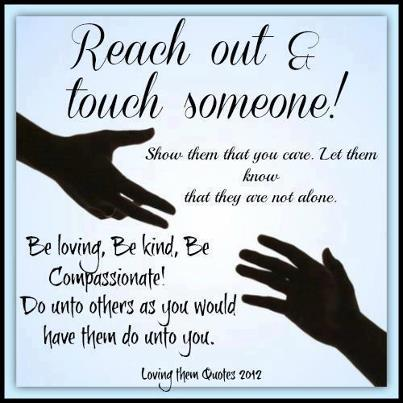 Reach out &
touch someone!
Show them that you care. Let them
know
that they are not alone.
Be loving, Be kind, Be
Compassionate!
Do unto others as you would
have them do unto you.
Loving them Quotes 2012